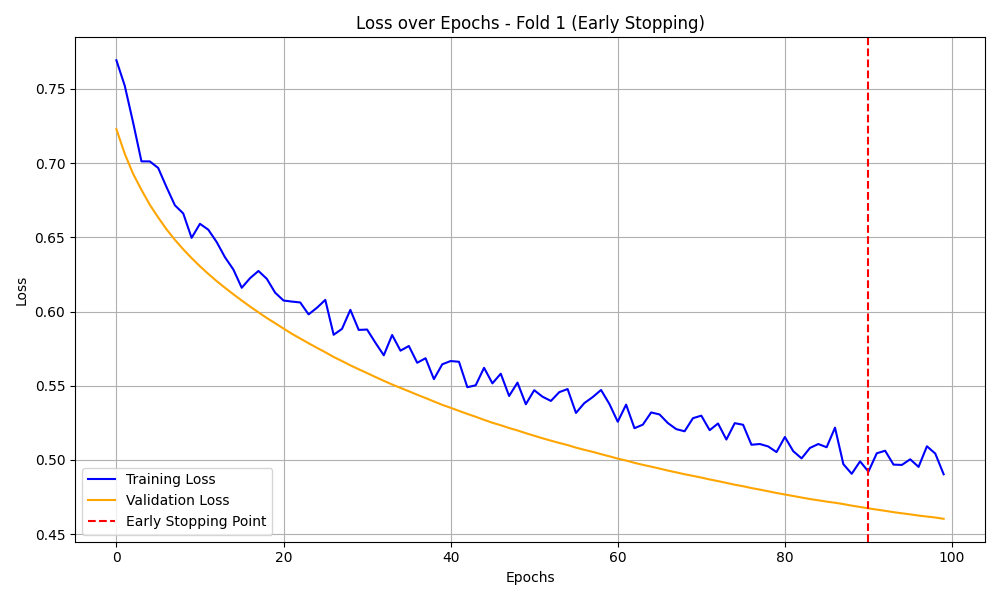 Loss over Epochs - Fold 1 (Early Stopping)
0.75
0.70
0.65
0.60
0.55
0.50
0.45
Loss
Training Loss
Validation Loss
Early Stopping Point
0 20 40 60 80 100
Epochs